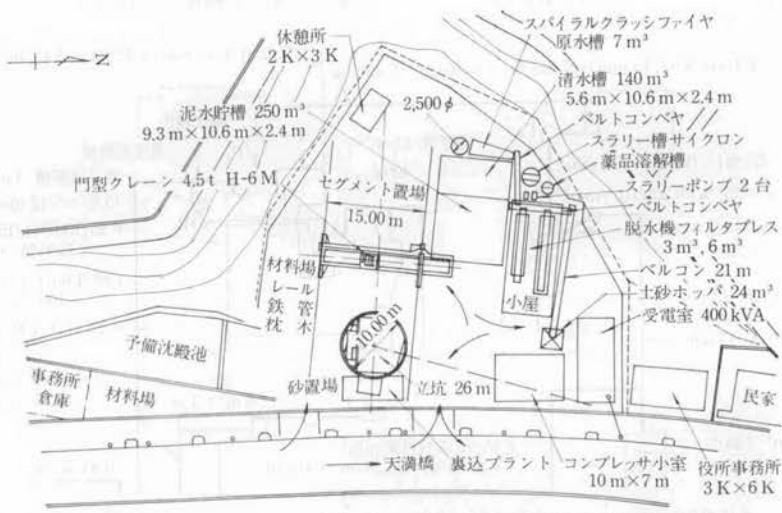 スパイラルクラッシファイヤ
原水槽 7m³
休憩所
2K×3K
清水槽 140m³
5.6m×10.6m×2.4m
2,500φ
泥水貯槽 250m³
9.3m×10.6m×2.4m
ベルトコンベヤ
スラリー槽サイクロン
薬品溶解槽
門型クレーン 4.5t H-6M
セグメント置場
スラリーポンプ 2台
15.00m
ベルトコンベヤ
脱水機フィルタプレス
3m³, 6m³
材料場
レール
鉄管
枕木
ベルコン 21m
小屋
土砂ホッパ 24m³
受電室 400kVA
10.00m
予備沈殿池
事務所
倉庫
材料場
砂置場
立坑 26m
民家
天満橋
裏込プラント
コンプレッサ小室
10m×7m
役所事務所
3K×6K
N